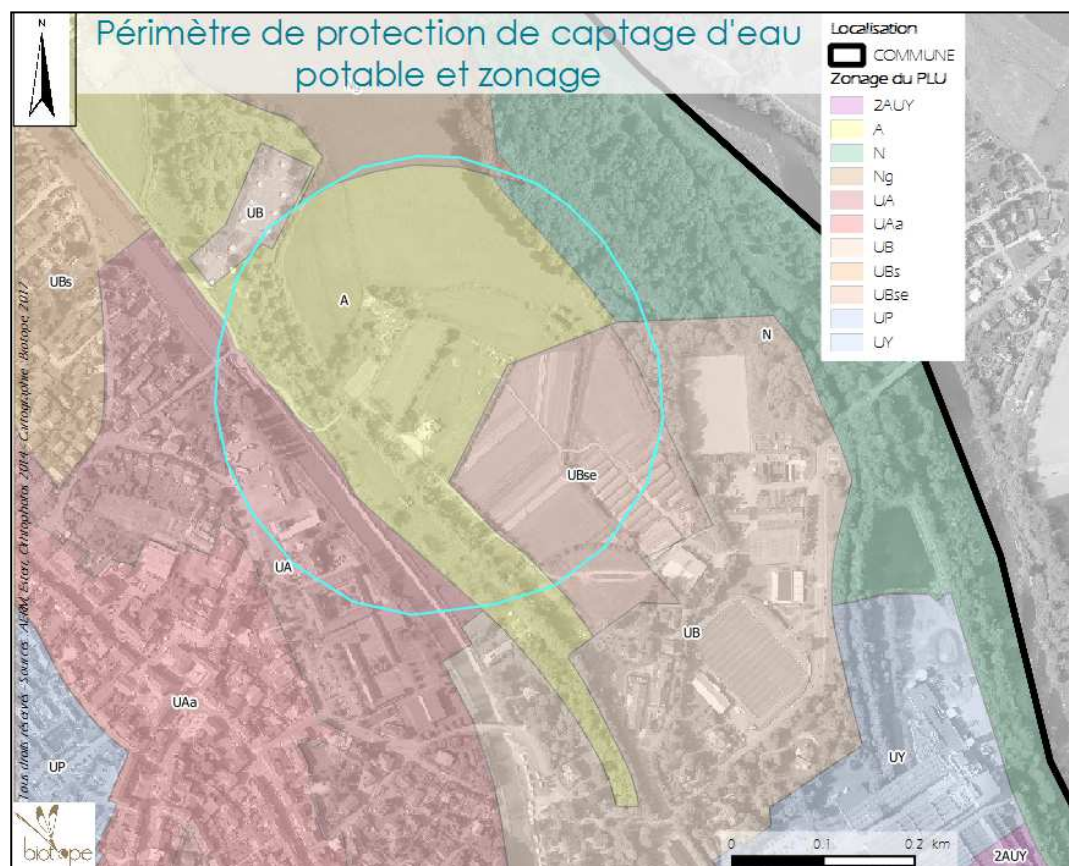 N
Périmètre de protection de captage d'eau
potable et zonage
Localisation
COMMUNE
Zonage du PLU
2AUY
A
N
Ng
UA
UAa
UB
UBs
UBse
UP
UY
UB
UBs
A
N
UBse
UA
UB
UAa
UP
UY
2AUY
0 0.1 0.2 km
biotope